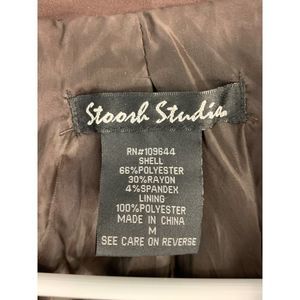 Stoosh Studio
RN#109644
SHELL
66%POLYESTER
30%RAYON
4%SPANDEX
LINING
100%POLYESTER
MADE IN CHINA
M
SEE CARE ON REVERSE